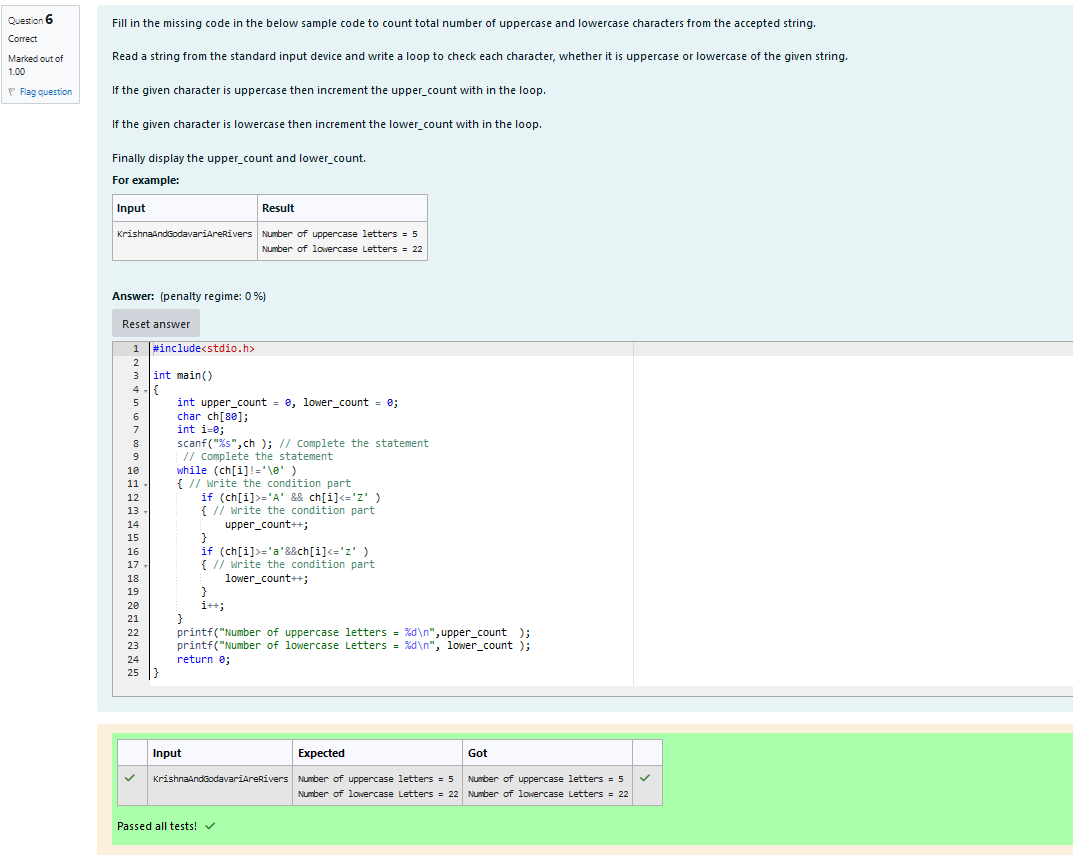 Question 6
Correct
Marked out of
1.00
Flag question
Fill in the missing code in the below sample code to count total number of uppercase and lowercase characters from the accepted string.
Read a string from the standard input device and write a loop to check each character, whether it is uppercase or lowercase of the given string.
If the given character is uppercase then increment the upper_count with in the loop.
If the given character is lowercase then increment the lower_count with in the loop.
Finally display the upper_count and lower_count.
For example:
Input Result
KrishnaAndGodavariAreRivers Number of uppercase letters = 5
Number of lowercase Letters = 22
Answer: (penalty regime: 0 %)
Reset answer
1 #include<stdio.h>
2
3 int main()
4 {
5 int upper_count = 0, lower_count = 0;
6 char ch[80];
7 int i=0;
8 scanf("%s",ch ); // Complete the statement
9 // Complete the statement
10 while (ch[i]!='\0' )
11 { // Write the condition part
12 if (ch[i]>='A' && ch[i]<='Z' )
13 { // Write the condition part
14 upper_count++;
15 }
16 if (ch[i]>='a'&&ch[i]<='z' )
17 { // Write the condition part
18 lower_count++;
19 }
20 i++;
21 }
22 printf("Number of uppercase letters = %d\n",upper_count );
23 printf("Number of lowercase Letters = %d\n", lower_count );
24 return 0;
25 }
Input Expected Got
KrishnaAndGodavariAreRivers Number of uppercase letters = 5 Number of uppercase letters = 5
Number of lowercase Letters = 22 Number of lowercase Letters = 22
Passed all tests!